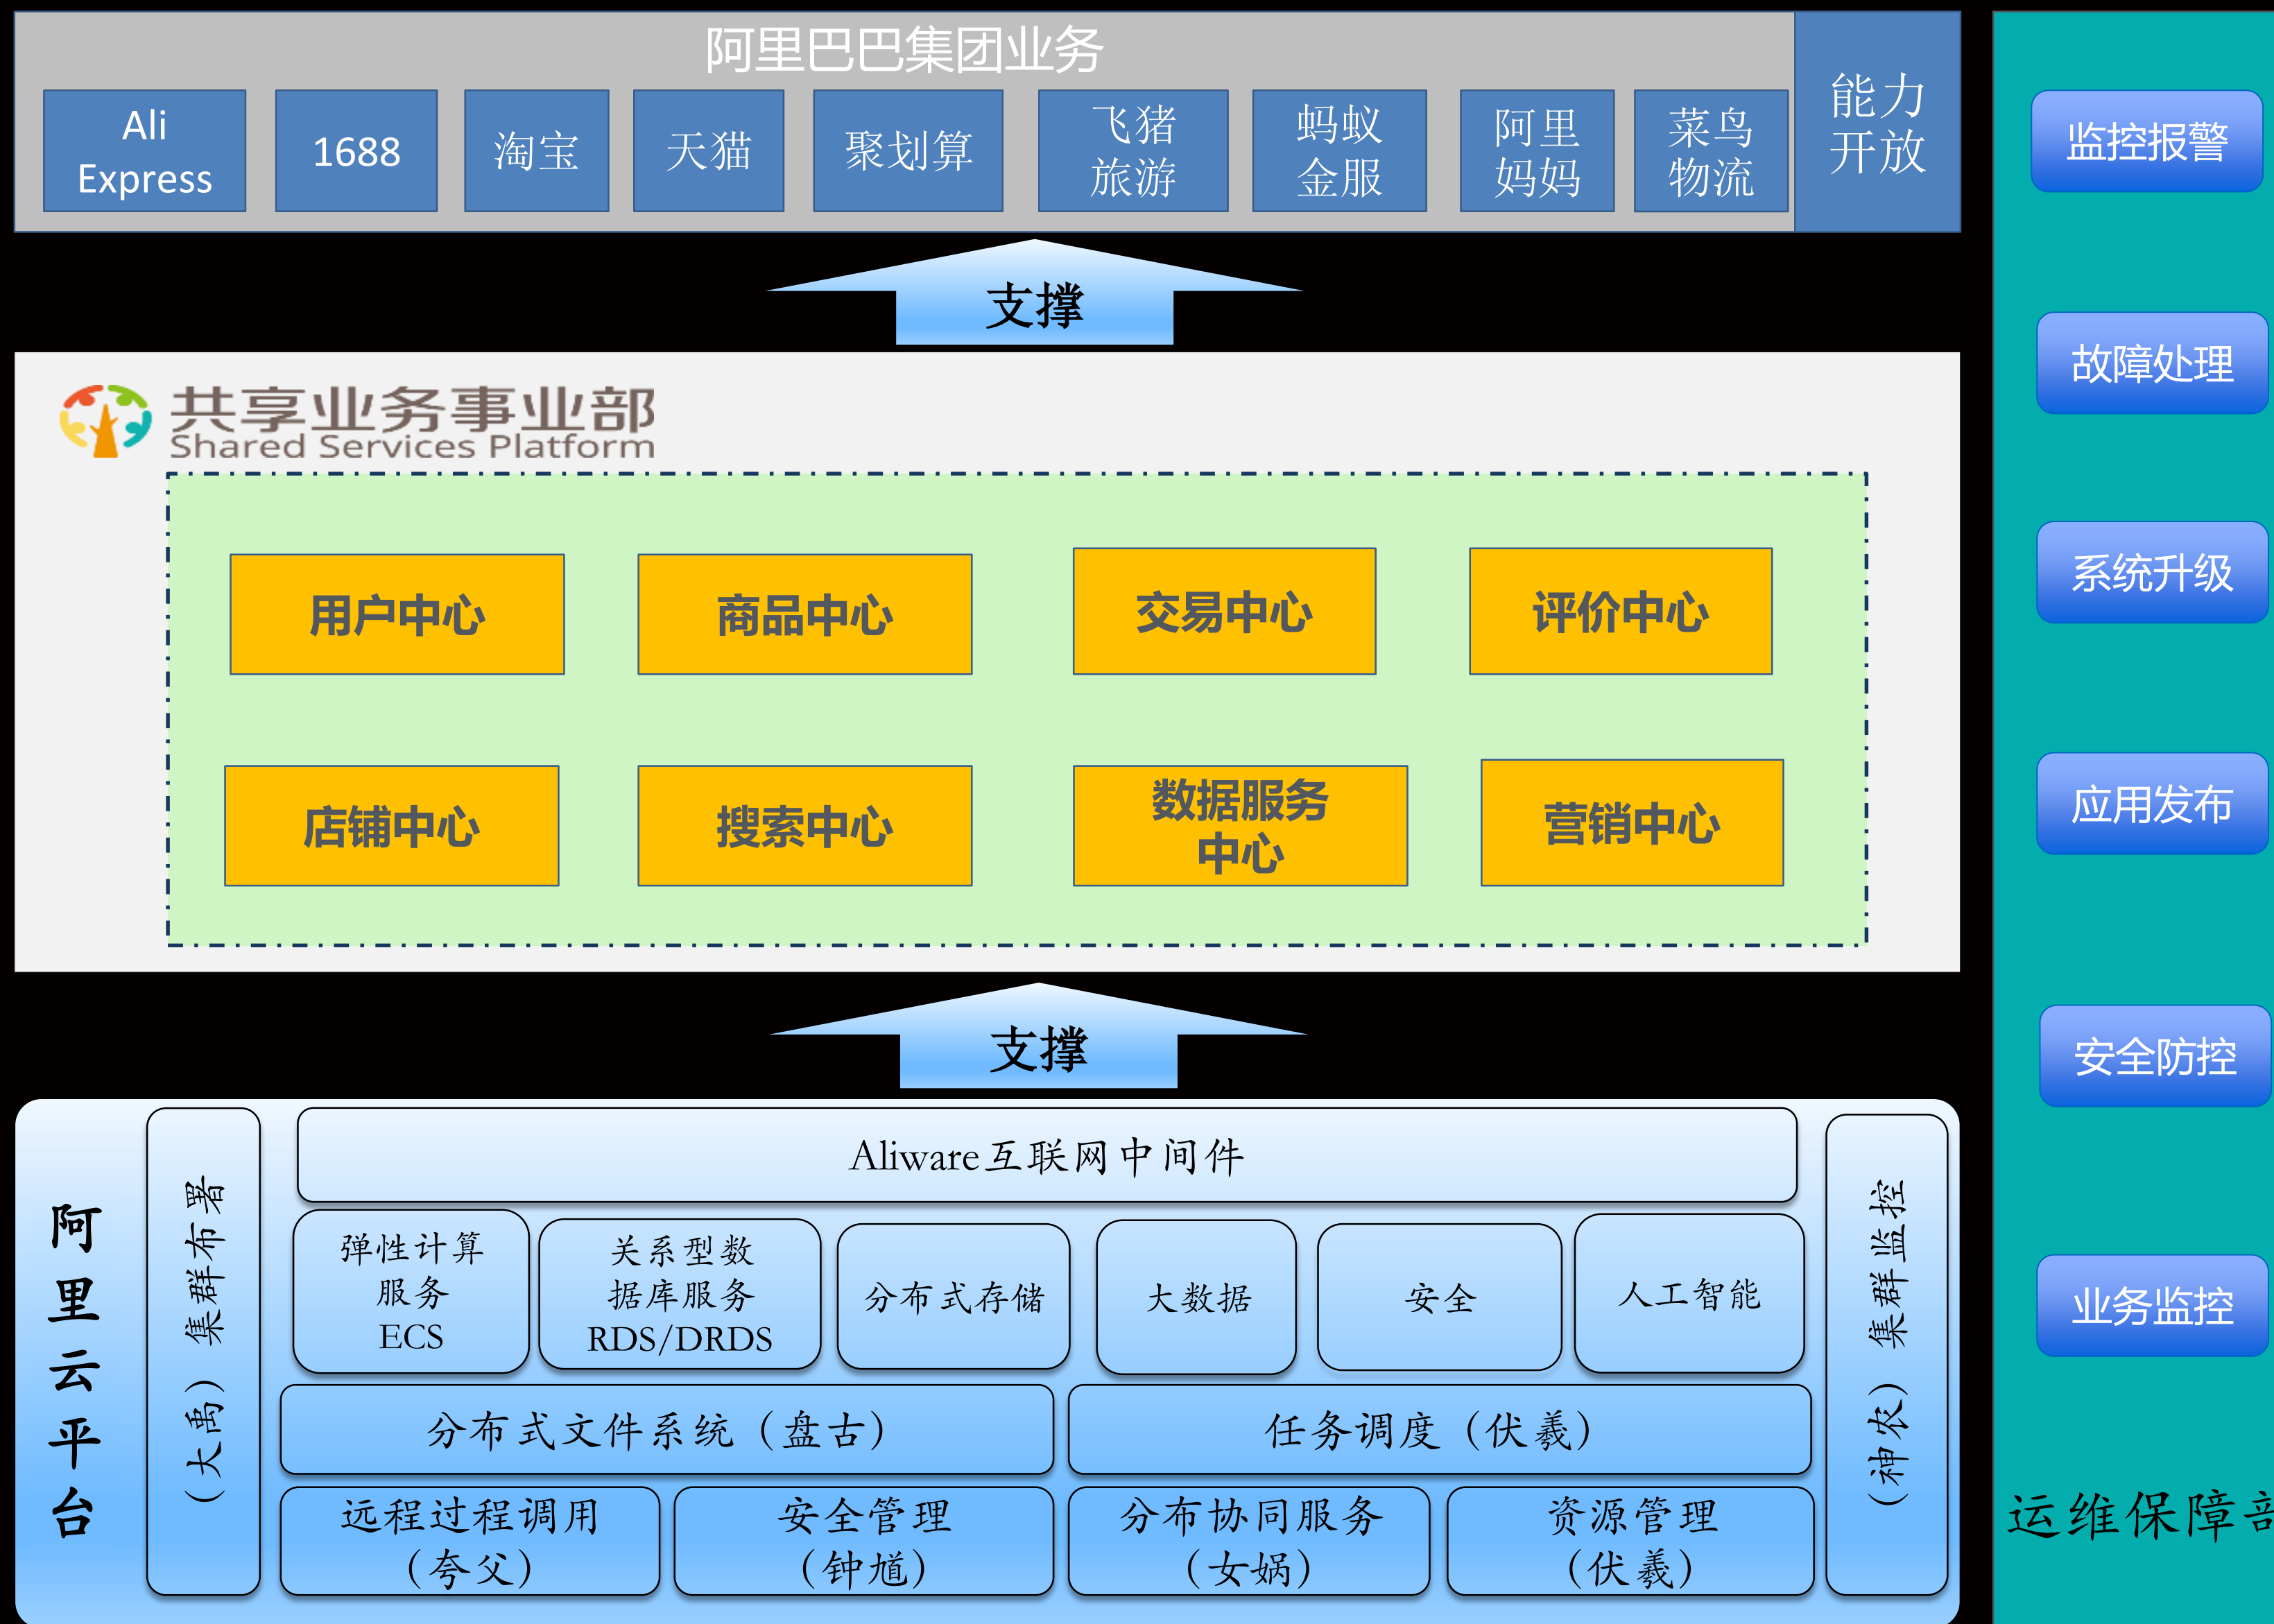 阿里巴巴集团业务
Ali
Express
1688
淘宝
天猫
聚划算
飞猪
旅游
蚂蚁
金服
阿里
妈妈
菜鸟
物流
能力
开放
支撑
共享业务事业部
Shared Services Platform
用户中心
商品中心
交易中心
评价中心
店铺中心
搜索中心
数据服务
中心
营销中心
支撑
阿里云平台
集群布署
(大禹)
Aliware互联网中间件
弹性计算
服务
ECS
关系型数
据库服务
RDS/DRDS
分布式存储
大数据
安全
人工智能
分布式文件系统（盘古）
任务调度（伏羲）
远程过程调用
（夸父）
安全管理
（钟馗）
分布协同服务
（女娲）
资源管理
（伏羲）
集群监控
（神农）
监控报警
故障处理
系统升级
应用发布
安全防控
业务监控
运维保障部